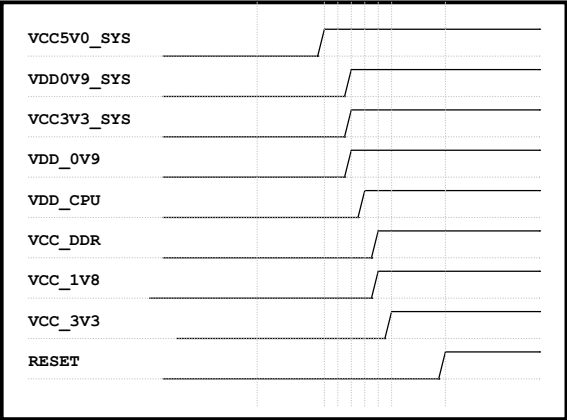 VCC5V0_SYS
VDD0V9_SYS
VCC3V3_SYS
VDD_0V9
VDD_CPU
VCC_DDR
VCC_1V8
VCC_3V3
RESET